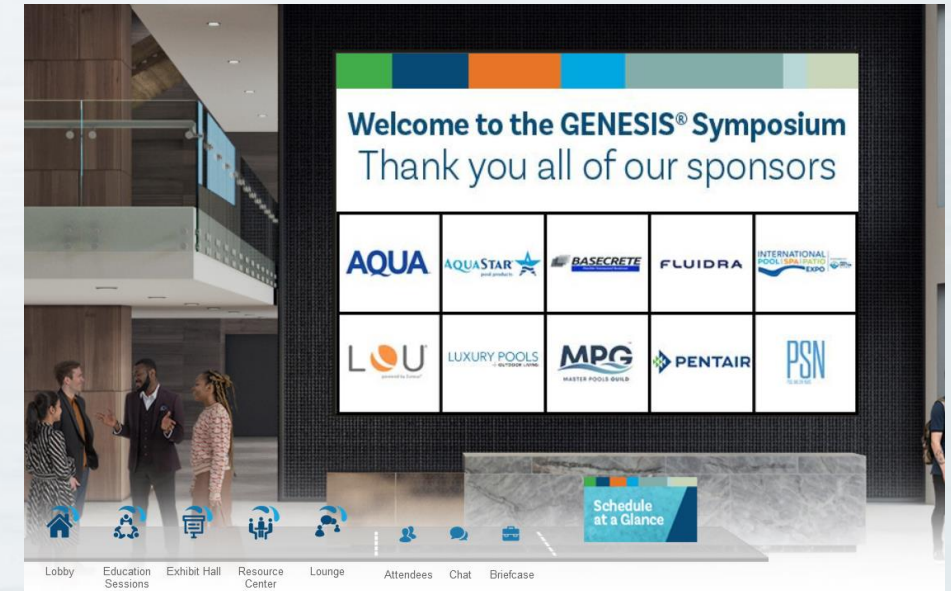 Welcome to the GENESIS® Symposium
Thank you all of our sponsors
AQUA
AQUASTAR
pool products
BASECRETE
FLUIDRA
INTERNATIONAL
POOL | SPA | PATIO
EXPO
LOU
LUXURY POOLS
OUTDOOR LIVING
MPG
MASTER POOLS GUILD
PENTAIR
PSN
Schedule
at a Glance
Lobby
Education
Sessions
Exhibit Hall
Resource
Center
Lounge
Attendees
Chat
Briefcase